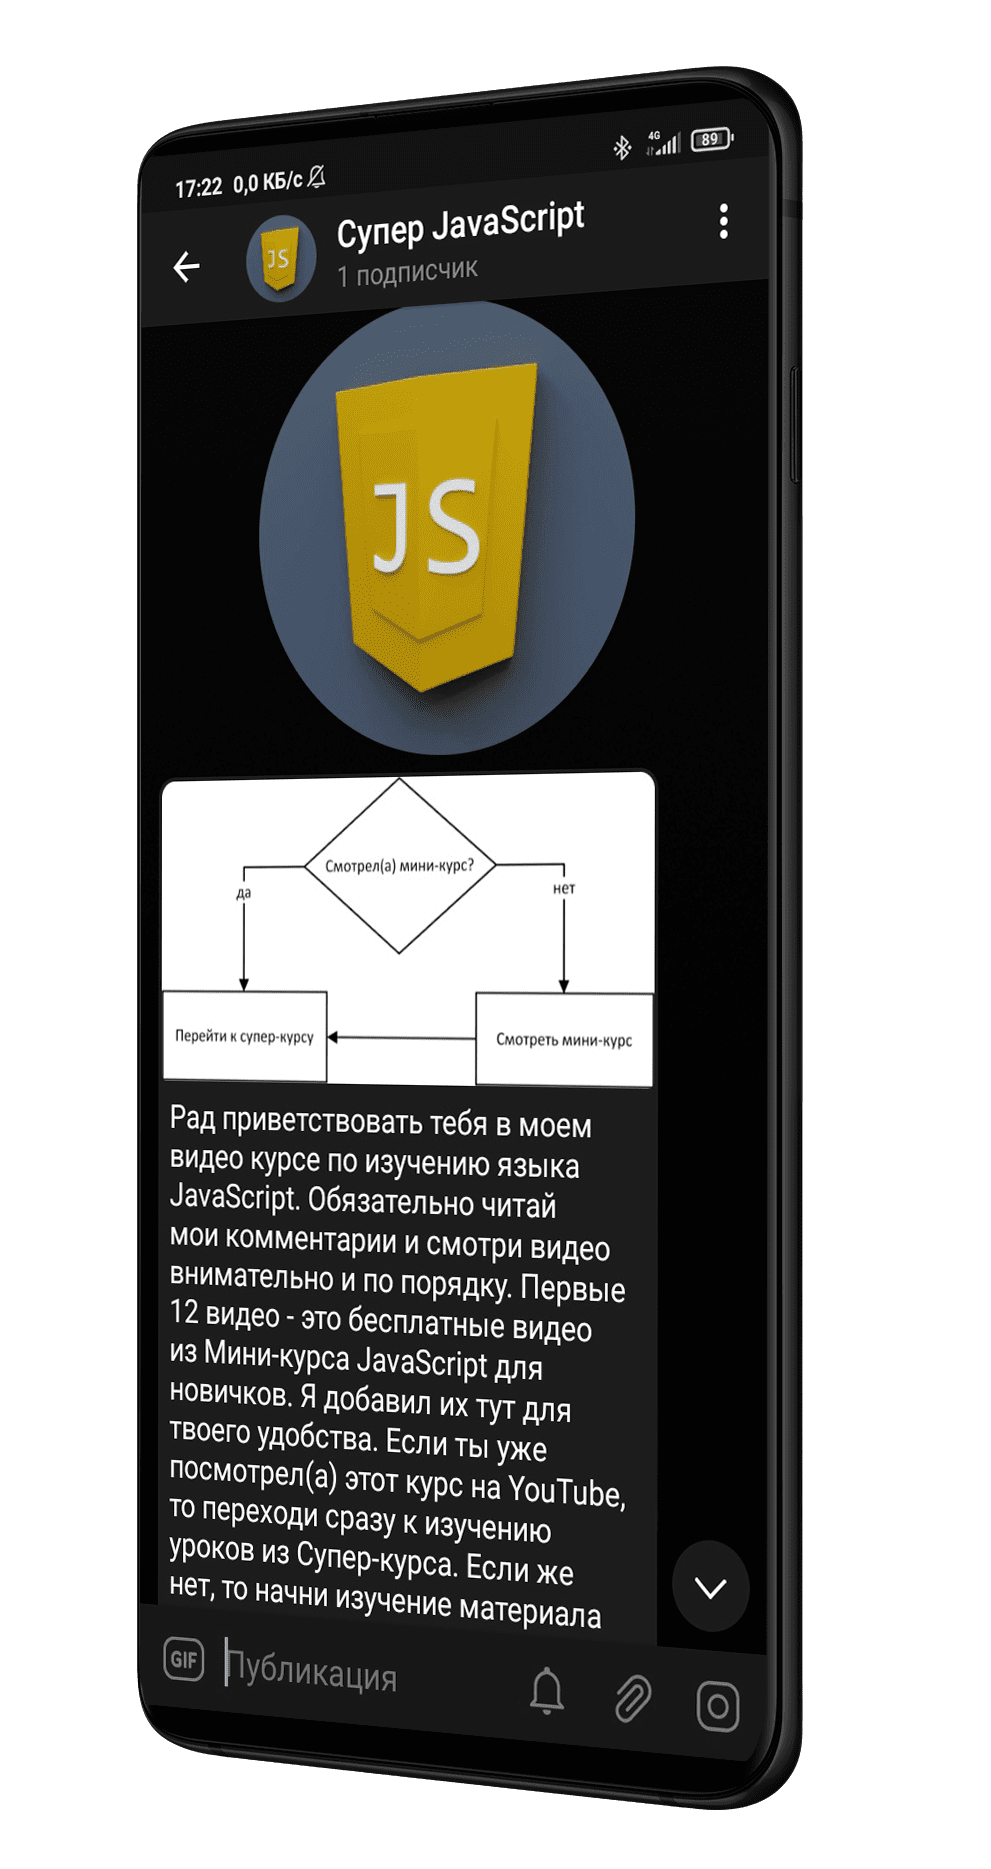 17:22 0,0 КБ/с
4G
89
JS
Супер JavaScript
1 подписчик
JS
Смотрел(а) мини-курс?
да
нет
Перейти к супер-курсу
Смотреть мини-курс
Рад приветствовать тебя в моем
видео курсе по изучению языка
JavaScript. Обязательно читай
мои комментарии и смотри видео
внимательно и по порядку. Первые
12 видео - это бесплатные видео
из Мини-курса JavaScript для
новичков. Я добавил их тут для
твоего удобства. Если ты уже
посмотрел(а) этот курс на YouTube,
то переходи сразу к изучению
уроков из Супер-курса. Если же
нет, то начни изучение материала
GIF
Публикация